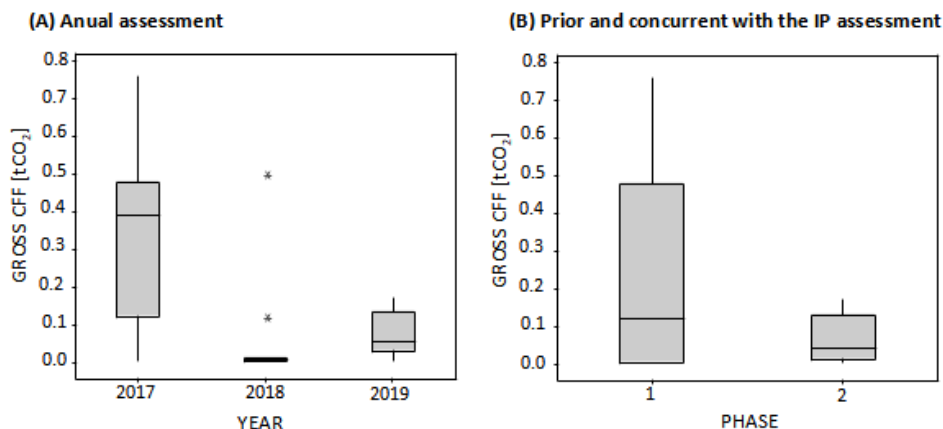 (A) Anual assessment
(B) Prior and concurrent with the IP assessment
GROSS CFF [tCO₂]
0.8
0.7
0.6
0.5
0.4
0.3
0.2
0.1
0.0
2017 2018 2019
YEAR
GROSS CFF [tCO₂]
0.8
0.7
0.6
0.5
0.4
0.3
0.2
0.1
0.0
1 2
PHASE